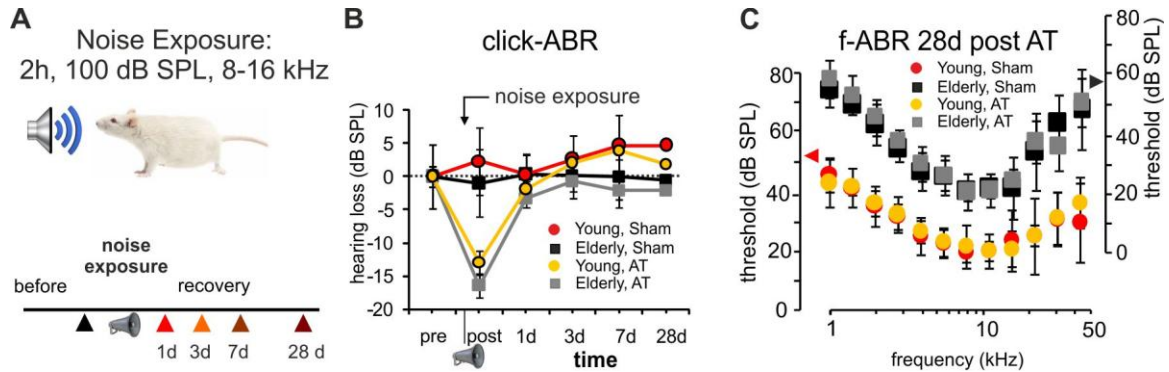 A
Noise Exposure:
2h, 100 dB SPL, 8-16 kHz
noise
exposure
before
recovery
1d
3d
7d
28 d
B
click-ABR
noise exposure
hearing loss (dB SPL)
10
5
0
-5
-10
-15
-20
Young, Sham
Elderly, Sham
Young, AT
Elderly, AT
pre
post
1d
3d
7d
28d
time
C
f-ABR 28d post AT
Young, Sham
Elderly, Sham
Young, AT
Elderly, AT
threshold (dB SPL)
80
60
40
20
0
threshold (dB SPL)
80
60
40
20
0
1
10
50
frequency (kHz)